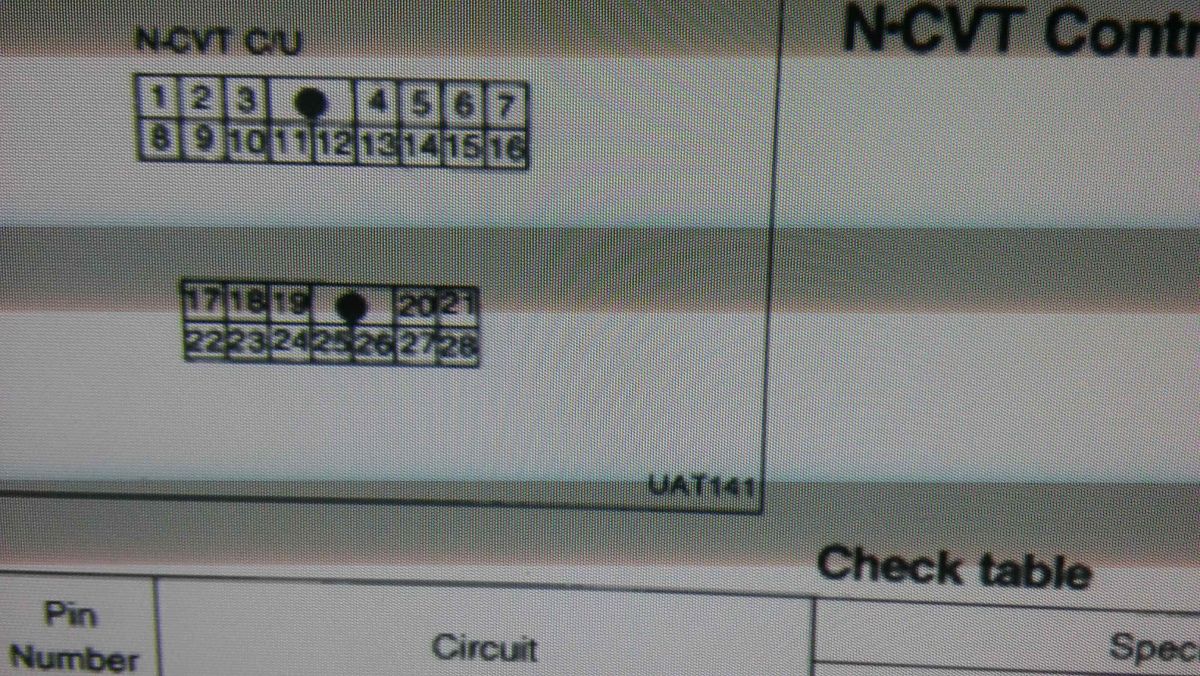 N-CVT C/U
N-CVT Contr
1 2 3 4 5 6 7
8 9 10 11 12 13 14 15 16
17 18 19 20 21
22 23 24 25 26 27 28
UAT141
Check table
Pin
Number
Circuit
Speci